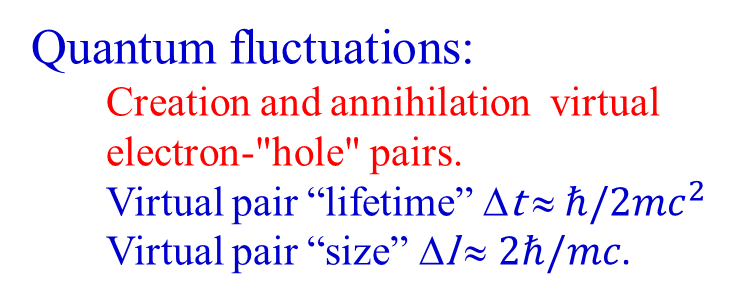 Quantum fluctuations:
Creation and annihilation virtual
electron-"hole" pairs.
Virtual pair “lifetime” Δt≈ ℏ/2mc²
Virtual pair “size” Δl≈ 2ℏ/mc.